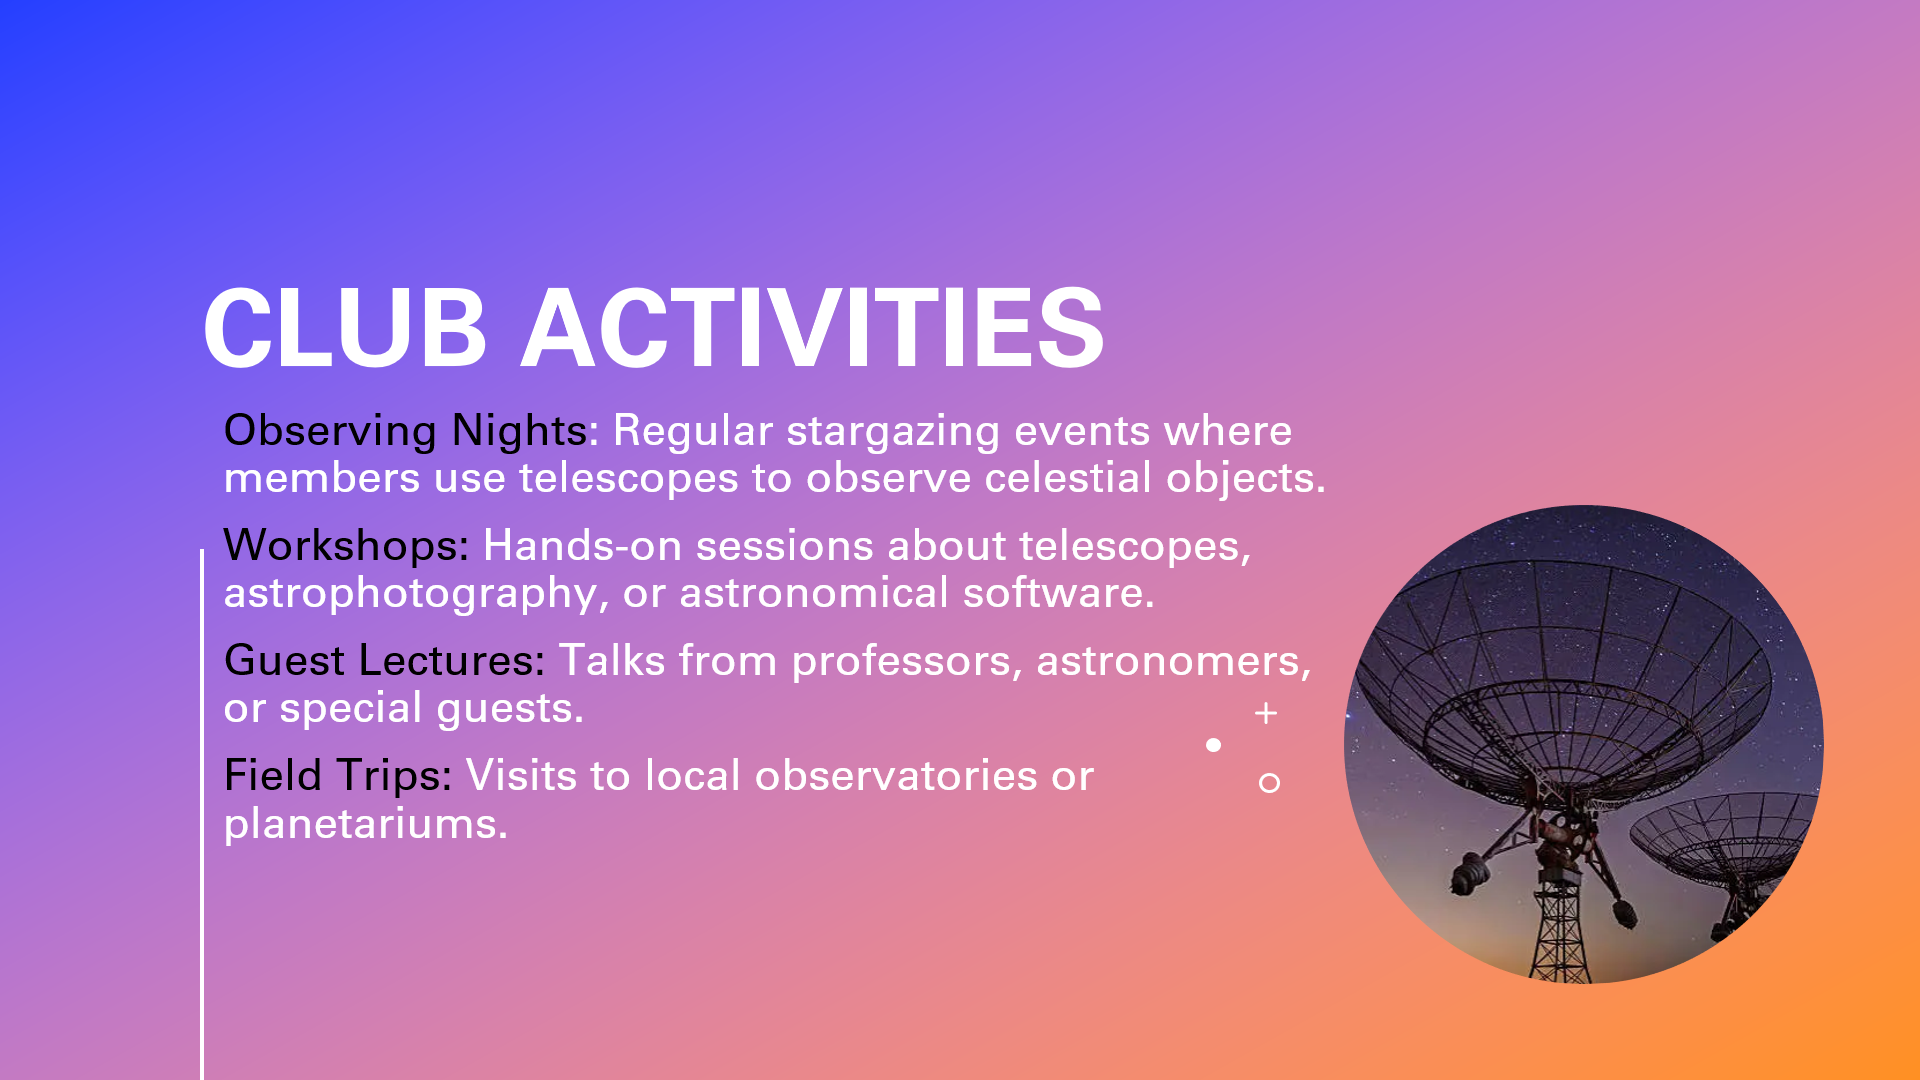 CLUB ACTIVITIES
Observing Nights: Regular stargazing events where
members use telescopes to observe celestial objects.
Workshops: Hands-on sessions about telescopes,
astrophotography, or astronomical software.
Guest Lectures: Talks from professors, astronomers,
or special guests.
Field Trips: Visits to local observatories or
planetariums.